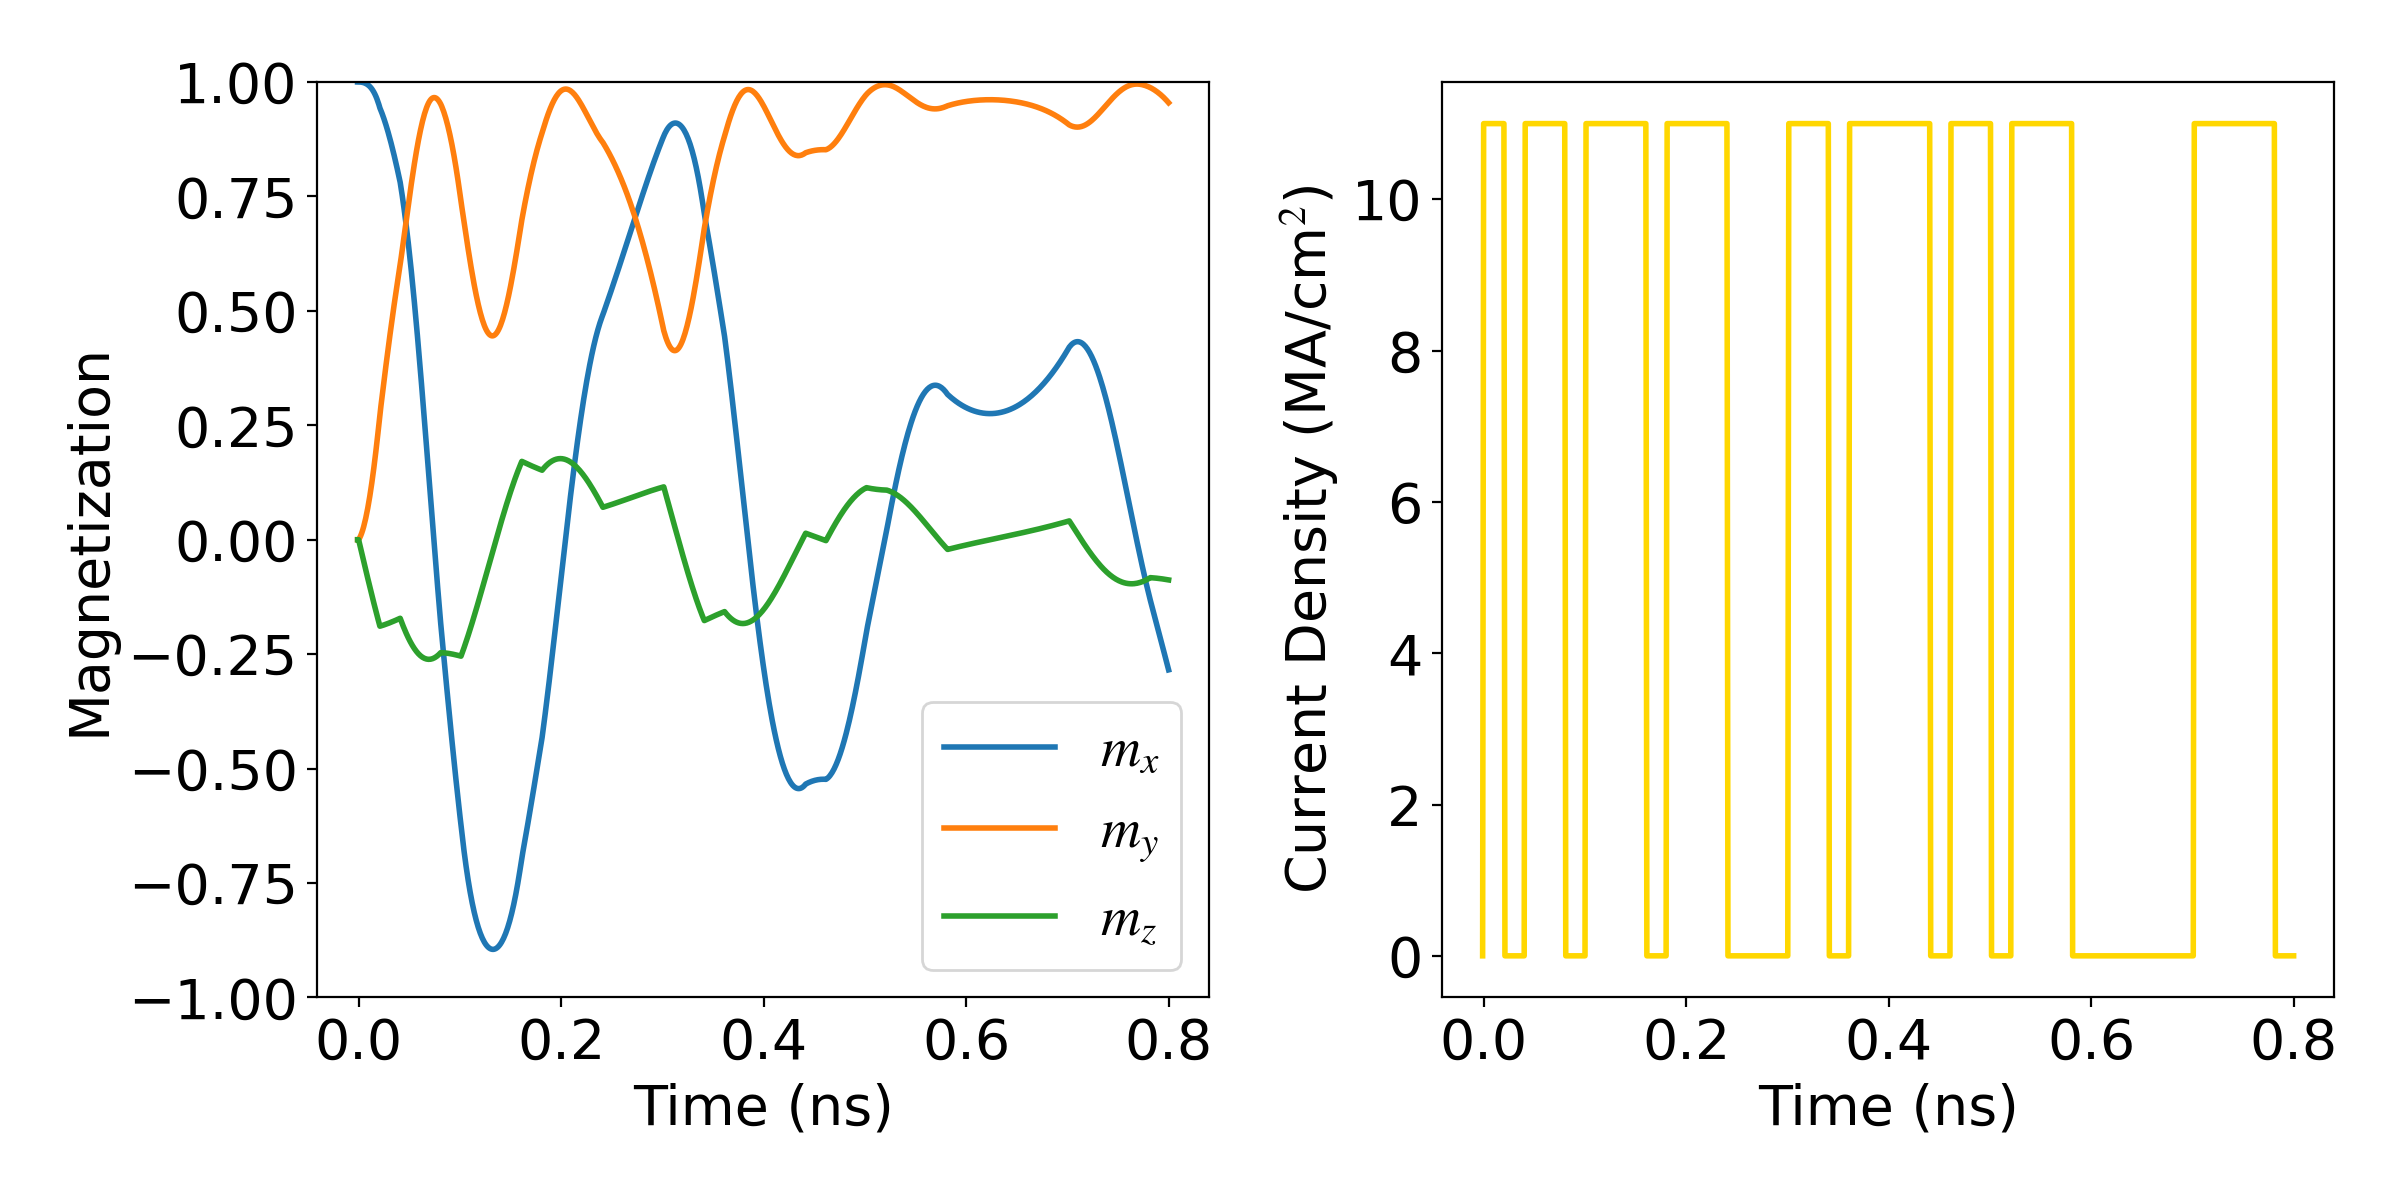 Magnetization
1.00
0.75
0.50
0.25
0.00
−0.25
−0.50
−0.75
−1.00
0.0 0.2 0.4 0.6 0.8
Time (ns)
m_x
m_y
m_z
Current Density (MA/cm²)
10
8
6
4
2
0
0.0 0.2 0.4 0.6 0.8
Time (ns)